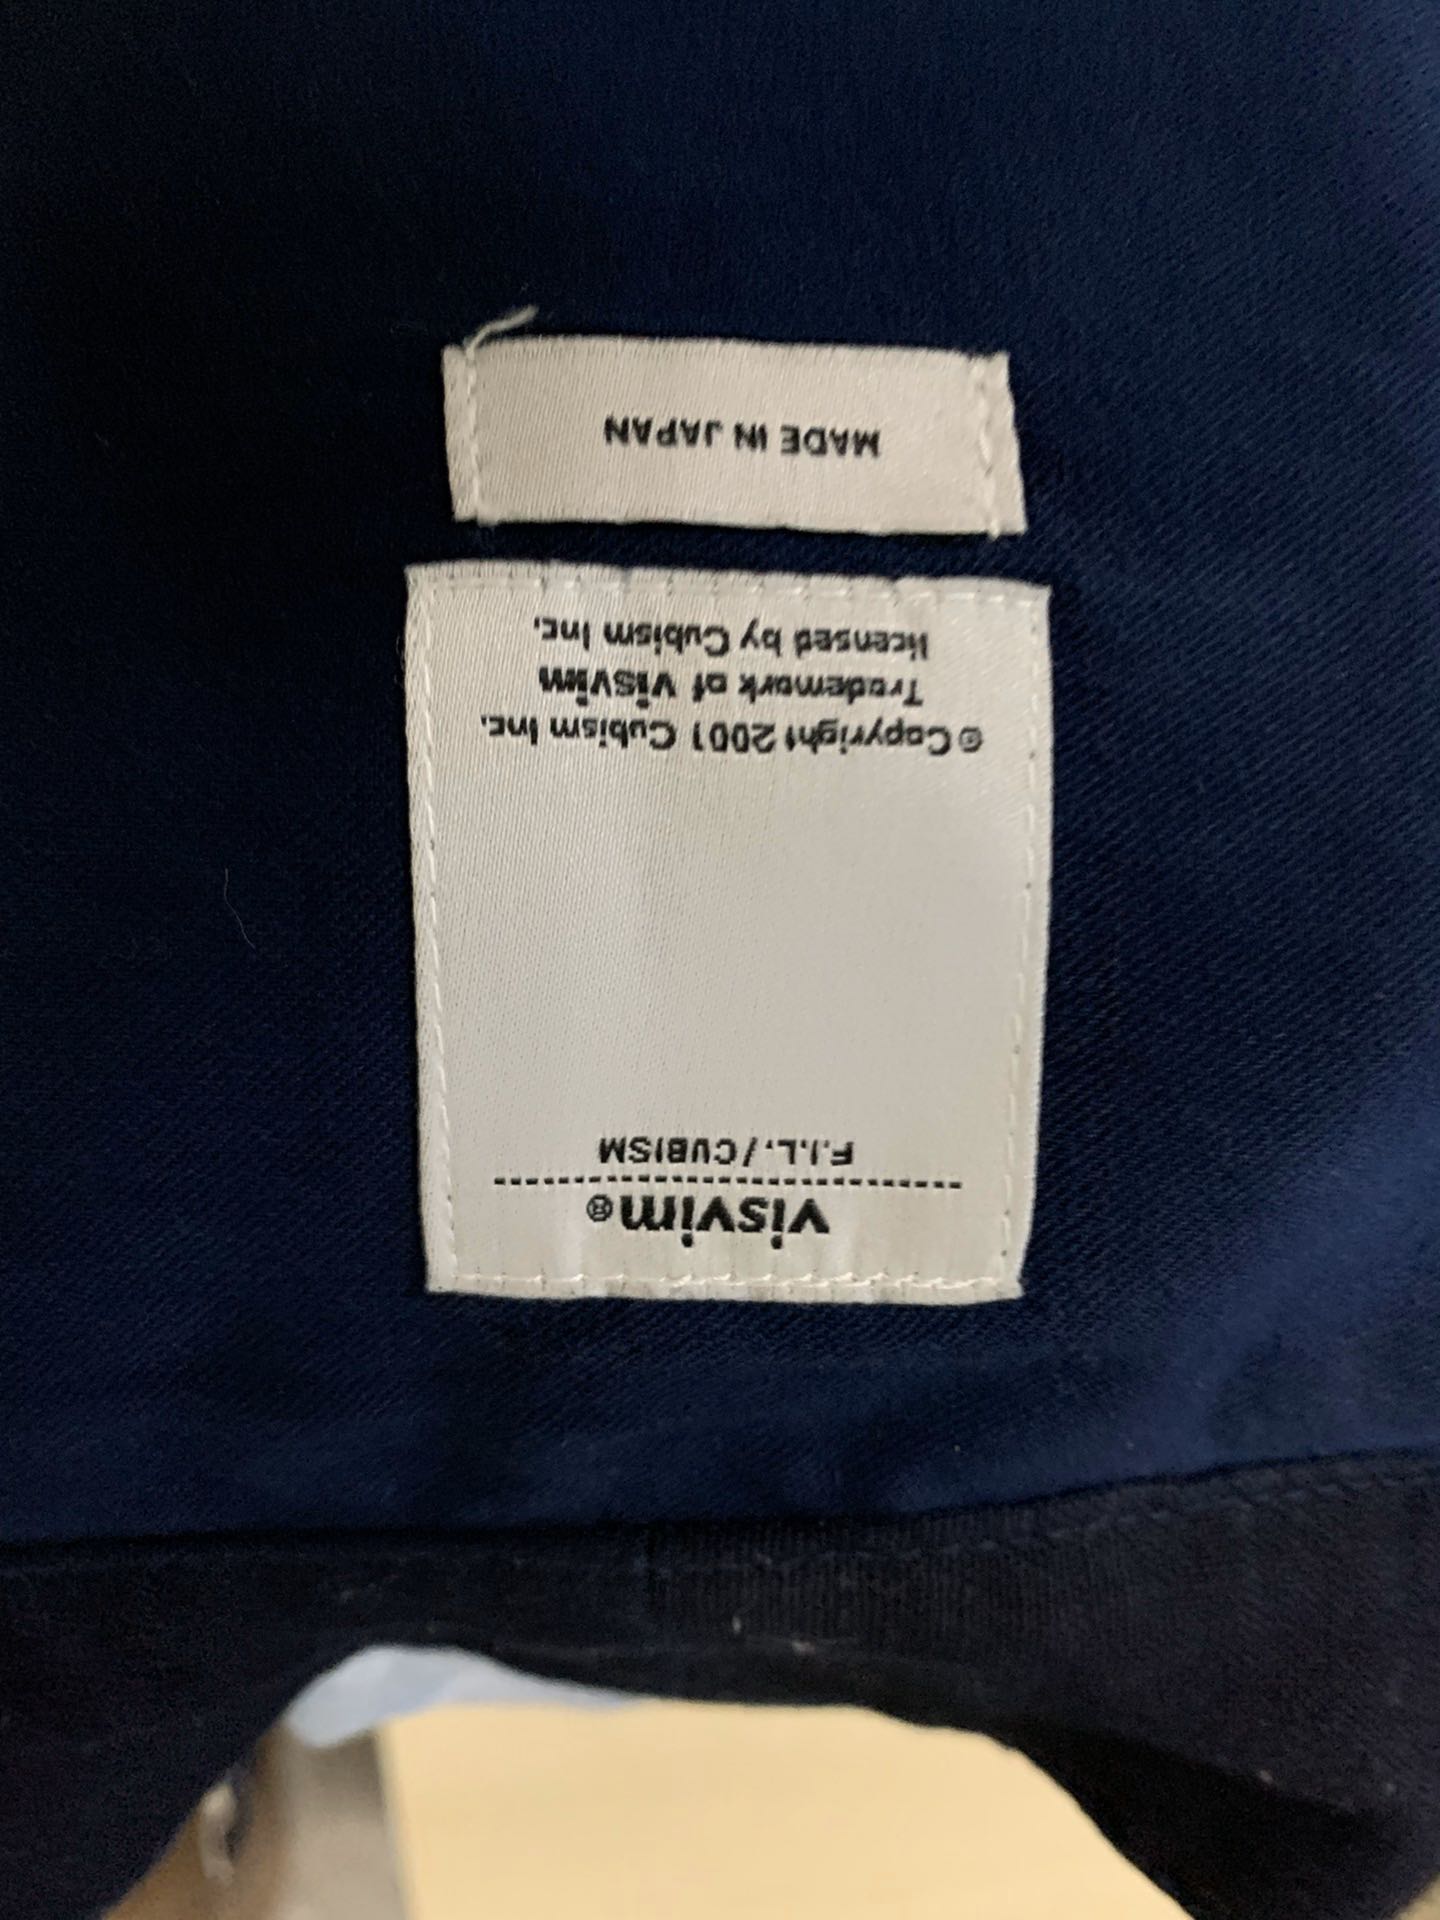 visvim®
F.I.L./CUBISM
©Copyright 2001 Cubism Inc.
Trademark of visvim
licensed by Cubism Inc.
MADE IN JAPAN